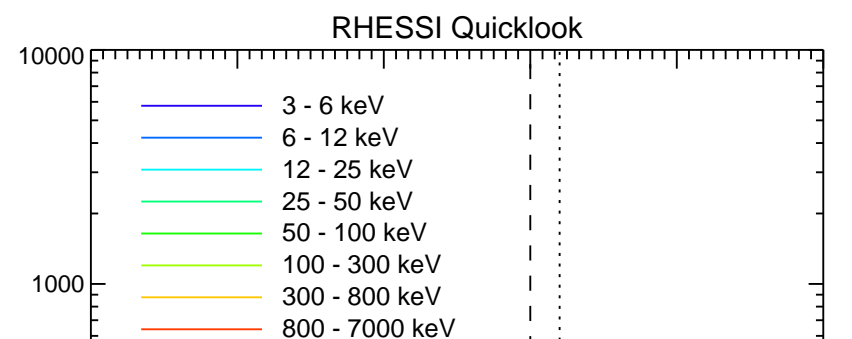 RHESSI Quicklook
10000
3 - 6 keV
6 - 12 keV
12 - 25 keV
25 - 50 keV
50 - 100 keV
100 - 300 keV
1000
300 - 800 keV
800 - 7000 keV